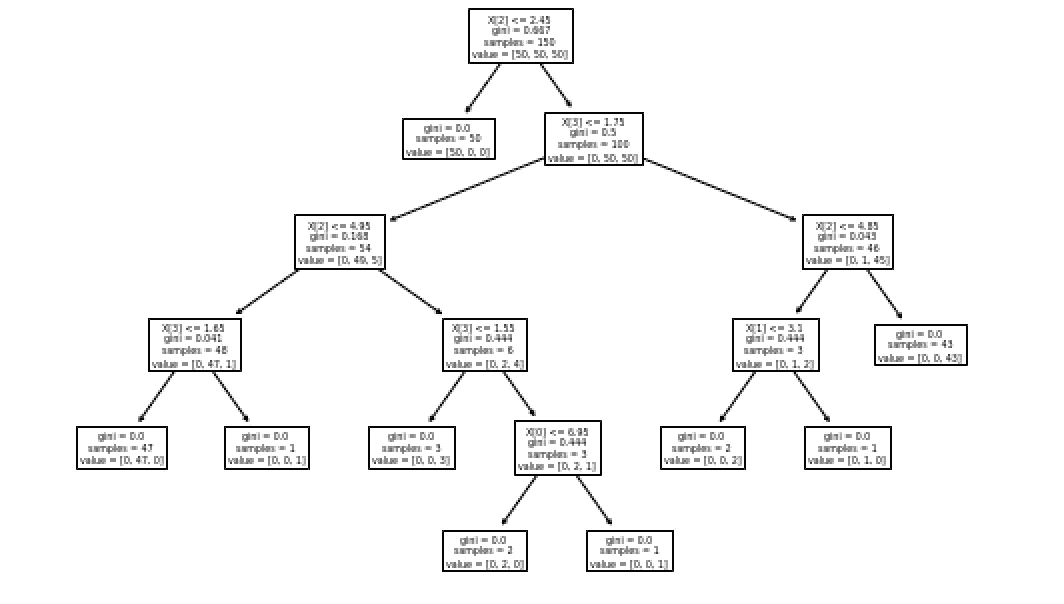 X[2] <= 2.45
gini = 0.667
samples = 150
value = [50, 50, 50]
gini = 0.0
samples = 50
value = [50, 0, 0]
X[3] <= 1.75
gini = 0.5
samples = 100
value = [0, 50, 50]
X[2] <= 4.95
gini = 0.168
samples = 54
value = [0, 49, 5]
X[2] <= 4.85
gini = 0.043
samples = 46
value = [0, 1, 45]
X[3] <= 1.65
gini = 0.041
samples = 48
value = [0, 47, 1]
X[3] <= 1.55
gini = 0.444
samples = 6
value = [0, 2, 4]
X[1] <= 3.1
gini = 0.444
samples = 3
value = [0, 1, 2]
gini = 0.0
samples = 43
value = [0, 0, 43]
gini = 0.0
samples = 47
value = [0, 47, 0]
gini = 0.0
samples = 1
value = [0, 0, 1]
gini = 0.0
samples = 3
value = [0, 0, 3]
X[0] <= 6.95
gini = 0.444
samples = 3
value = [0, 2, 1]
gini = 0.0
samples = 2
value = [0, 0, 2]
gini = 0.0
samples = 1
value = [0, 1, 0]
gini = 0.0
samples = 2
value = [0, 2, 0]
gini = 0.0
samples = 1
value = [0, 0, 1]